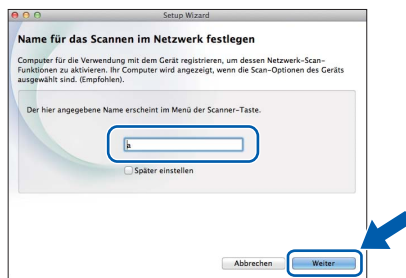 Setup Wizard
Name für das Scannen im Netzwerk festlegen
Computer für die Verwendung mit dem Gerät registrieren, um dessen Netzwerk-Scan-
Funktionen zu aktivieren. Ihr Computer wird angezeigt, wenn die Scan-Optionen des Geräts
ausgewählt sind. (Empfohlen).
Der hier angegebene Name erscheint im Menü der Scanner-Taste.
a
Später einstellen
Abbrechen
Weiter